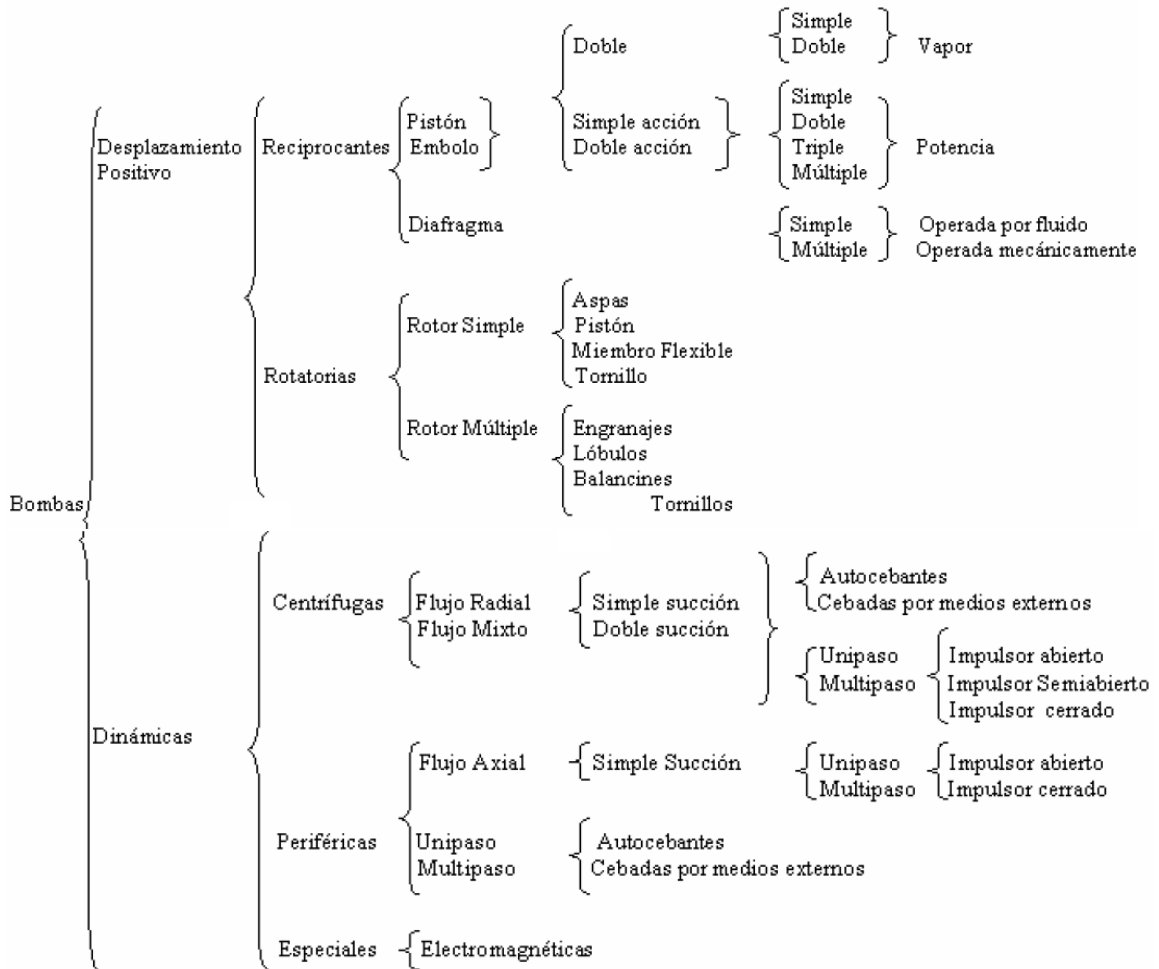 Simple
Doble
Doble
Vapor
Simple
Pistón
Simple acción
Doble
Desplazamiento
Reciprocantes
Embolo
Doble acción
Triple
Potencia
Positivo
Múltiple
Diafragma
Simple
Operada por fluido
Múltiple
Operada mecánicamente
Aspas
Rotor Simple
Pistón
Miembro Flexible
Rotatorias
Tornillo
Rotor Múltiple
Engranajes
Lóbulos
Balancines
Bombas
Tornillos
Autocebantes
Centrífugas
Flujo Radial
Simple succión
Cebadas por medios externos
Flujo Mixto
Doble succión
Unipaso
Impulsor abierto
Multipaso
Impulsor Semiabierto
Impulsor cerrado
Dinámicas
Flujo Axial
Simple Succión
Unipaso
Impulsor abierto
Multipaso
Impulsor cerrado
Periféricas
Unipaso
Autocebantes
Multipaso
Cebadas por medios externos
Especiales
Electromagnéticas